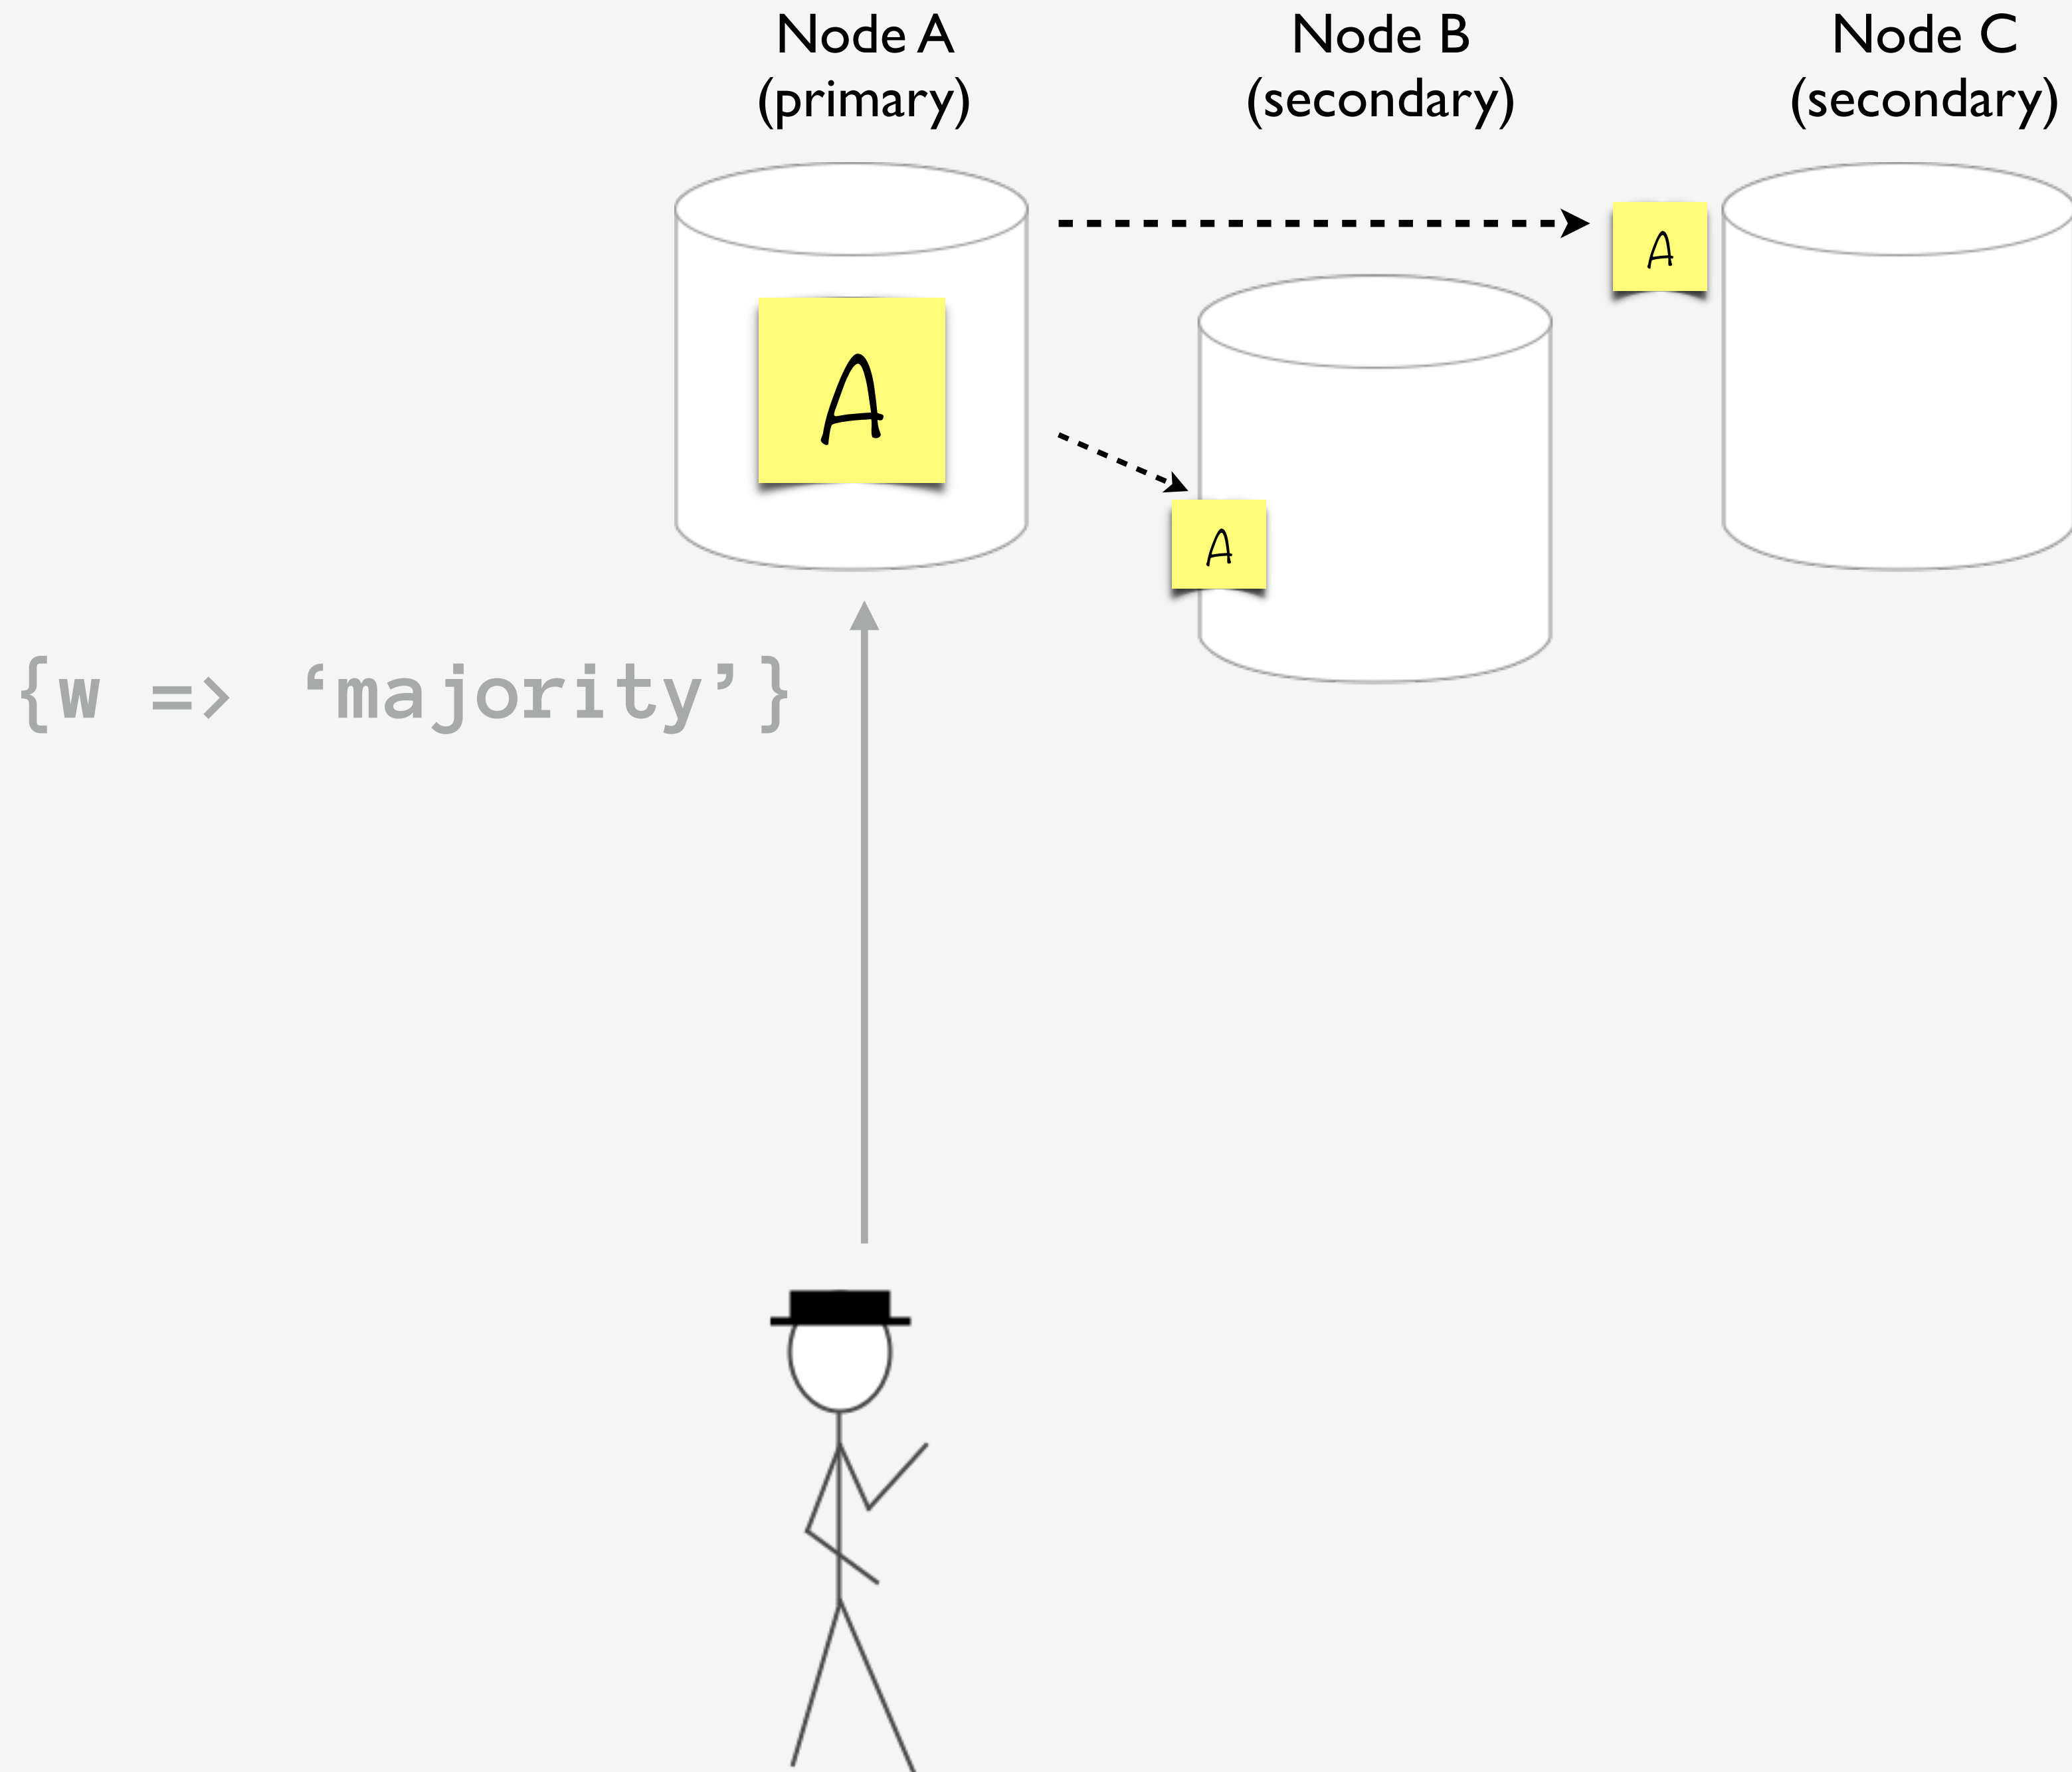 Node A
(primary)
Node B
(secondary)
Node C
(secondary)
A
A
A
{w => ‘majority’}